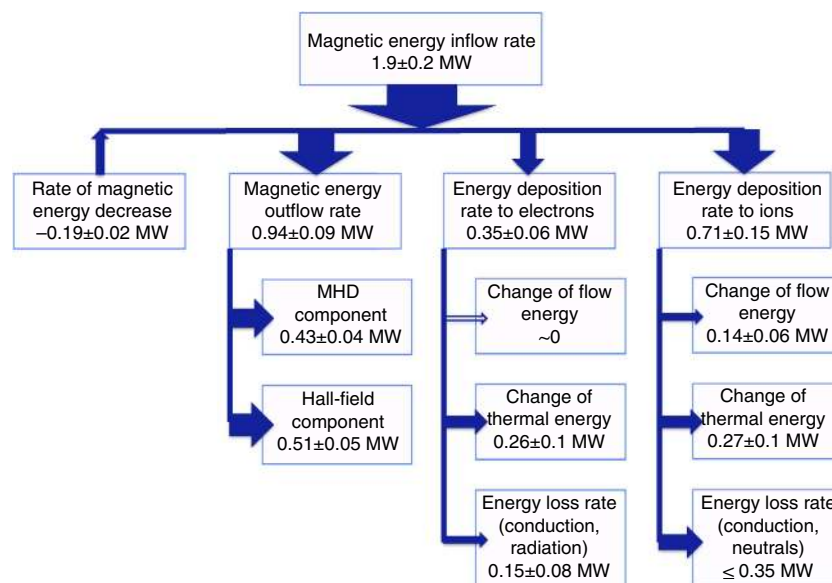 Magnetic energy inflow rate
1.9±0.2 MW
Rate of magnetic
energy decrease
–0.19±0.02 MW
Magnetic energy
outflow rate
0.94±0.09 MW
Energy deposition
rate to electrons
0.35±0.06 MW
Energy deposition
rate to ions
0.71±0.15 MW
MHD
component
0.43±0.04 MW
Change of flow
energy
~0
Change of flow
energy
0.14±0.06 MW
Hall-field
component
0.51±0.05 MW
Change of
thermal energy
0.26±0.1 MW
Change of
thermal energy
0.27±0.1 MW
Energy loss rate
(conduction,
radiation)
0.15±0.08 MW
Energy loss rate
(conduction,
neutrals)
≤ 0.35 MW